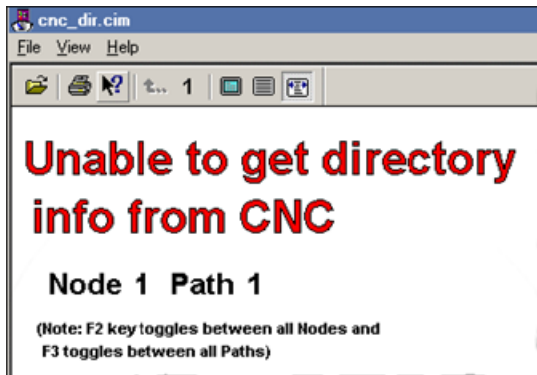 cnc_dir.cim
File View Help
t... 1
Unable to get directory
info from CNC
Node 1 Path 1
(Note: F2 key toggles between all Nodes and
F3 toggles between all Paths)